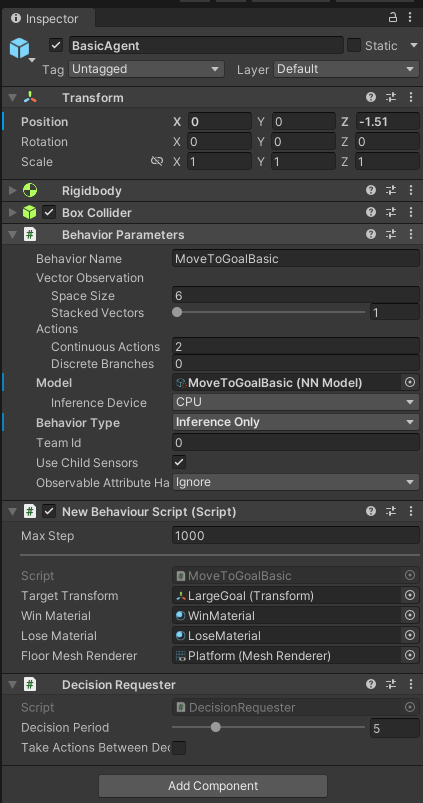 Inspector
BasicAgent Static
Tag Untagged Layer Default
Transform
Position X 0 Y 0 Z -1.51
Rotation X 0 Y 0 Z 0
Scale X 1 Y 1 Z 1
Rigidbody
Box Collider
# Behavior Parameters
Behavior Name MoveToGoalBasic
Vector Observation
Space Size 6
Stacked Vectors 1
Actions
Continuous Actions 2
Discrete Branches 0
Model MoveToGoalBasic (NN Model)
Inference Device CPU
Behavior Type Inference Only
Team Id 0
Use Child Sensors
Observable Attribute Ha Ignore
# New Behaviour Script (Script)
Max Step 1000
Script # MoveToGoalBasic
Target Transform LargeGoal (Transform)
Win Material WinMaterial
Lose Material LoseMaterial
Floor Mesh Renderer Platform (Mesh Renderer)
# Decision Requester
Script # DecisionRequester
Decision Period 5
Take Actions Between Dec
Add Component